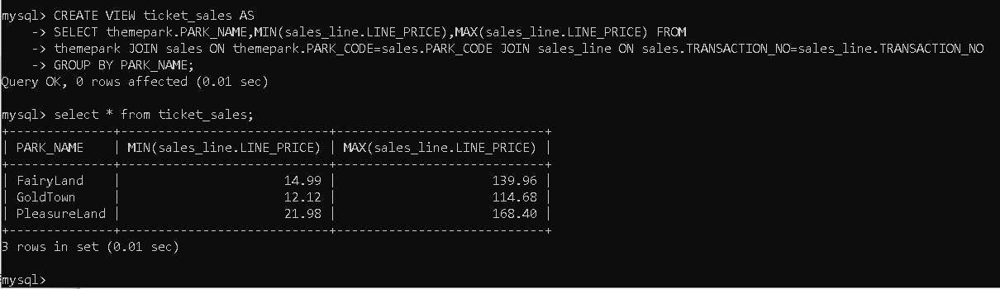 mysql> CREATE VIEW ticket_sales AS
    -> SELECT themepark.PARK_NAME,MIN(sales_line.LINE_PRICE),MAX(sales_line.LINE_PRICE) FROM
    -> themepark JOIN sales ON themepark.PARK_CODE=sales.PARK_CODE JOIN sales_line ON sales.TRANSACTION_NO=sales_line.TRANSACTION_NO
    -> GROUP BY PARK_NAME;
Query OK, 0 rows affected (0.01 sec)
mysql> select * from ticket_sales;
+--------------+----------------------------+----------------------------+
| PARK_NAME    | MIN(sales_line.LINE_PRICE) | MAX(sales_line.LINE_PRICE) |
+--------------+----------------------------+----------------------------+
| FairyLand    |                      14.99 |                     139.96 |
| GoldTown     |                      12.12 |                     114.68 |
| PleasureLand |                      21.98 |                     168.40 |
+--------------+----------------------------+----------------------------+
3 rows in set (0.01 sec)
mysql>